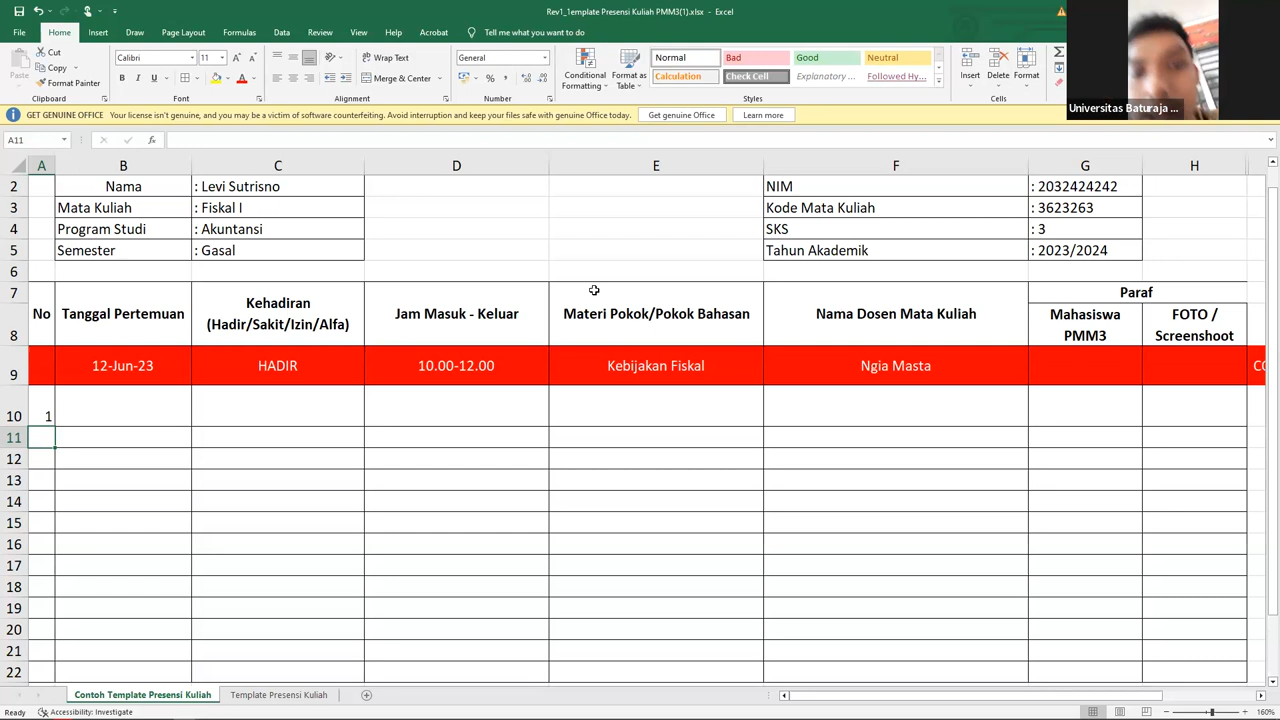 Rev1_1emplate Presensi Kuliah PMM3(1).xlsx - Excel
File Home Insert Draw Page Layout Formulas Data Review View Help Acrobat Tell me what you want to do
Paste Cut Copy Format Painter Clipboard
Calibri 11 B I U A A Font
Wrap Text Merge & Center Alignment
General % Number
Conditional Formatting Format as Table
Normal Bad Good Neutral
Calculation Check Cell Explanatory ... Followed Hy...
Styles
Insert Delete Format Cells
Universitas Baturaja ...
GET GENUINE OFFICE Your license isn't genuine, and you may be a victim of software counterfeiting. Avoid interruption and keep your files safe with genuine Office today. Get genuine Office Learn more
A11 fx
A B C D E F G H
2 Nama : Levi Sutrisno NIM : 2032424242
3 Mata Kuliah : Fiskal I Kode Mata Kuliah : 3623263
4 Program Studi : Akuntansi SKS : 3
5 Semester : Gasal Tahun Akademik : 2023/2024
6
7 Paraf
No Tanggal Pertemuan Kehadiran (Hadir/Sakit/Izin/Alfa) Jam Masuk - Keluar Materi Pokok/Pokok Bahasan Nama Dosen Mata Kuliah Mahasiswa PMM3 FOTO / Screenshoot
8
9 12-Jun-23 HADIR 10.00-12.00 Kebijakan Fiskal Ngia Masta
10 1
11
12
13
14
15
16
17
18
19
20
21
22
Contoh Template Presensi Kuliah Template Presensi Kuliah
Ready Accessibility: Investigate 160%